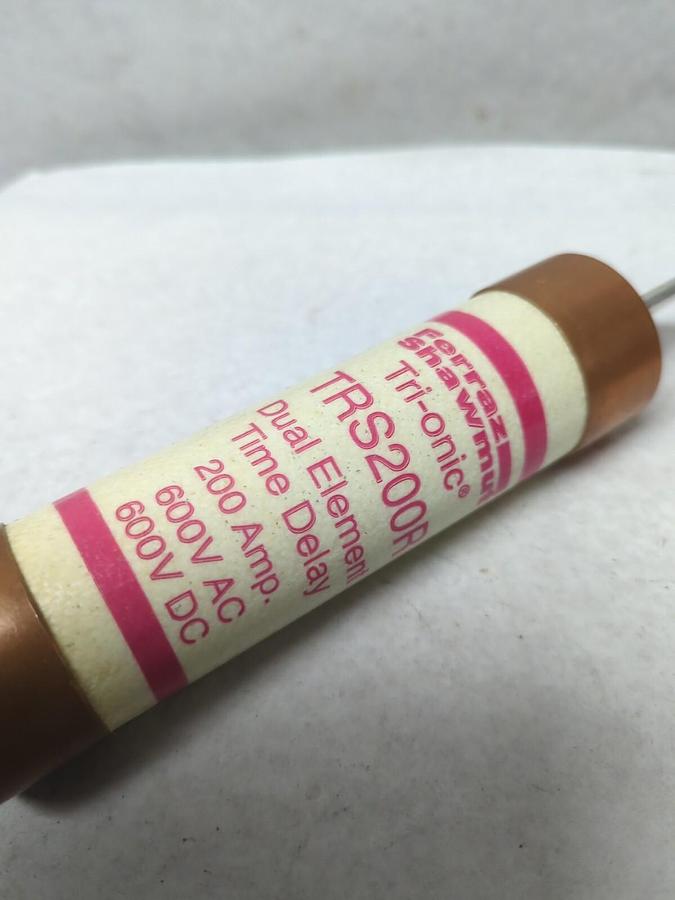 Ferraz
Shawmut
Tri-onic®
TRS200R
Dual Element
Time Delay
200 Amp.
600V AC
600V DC